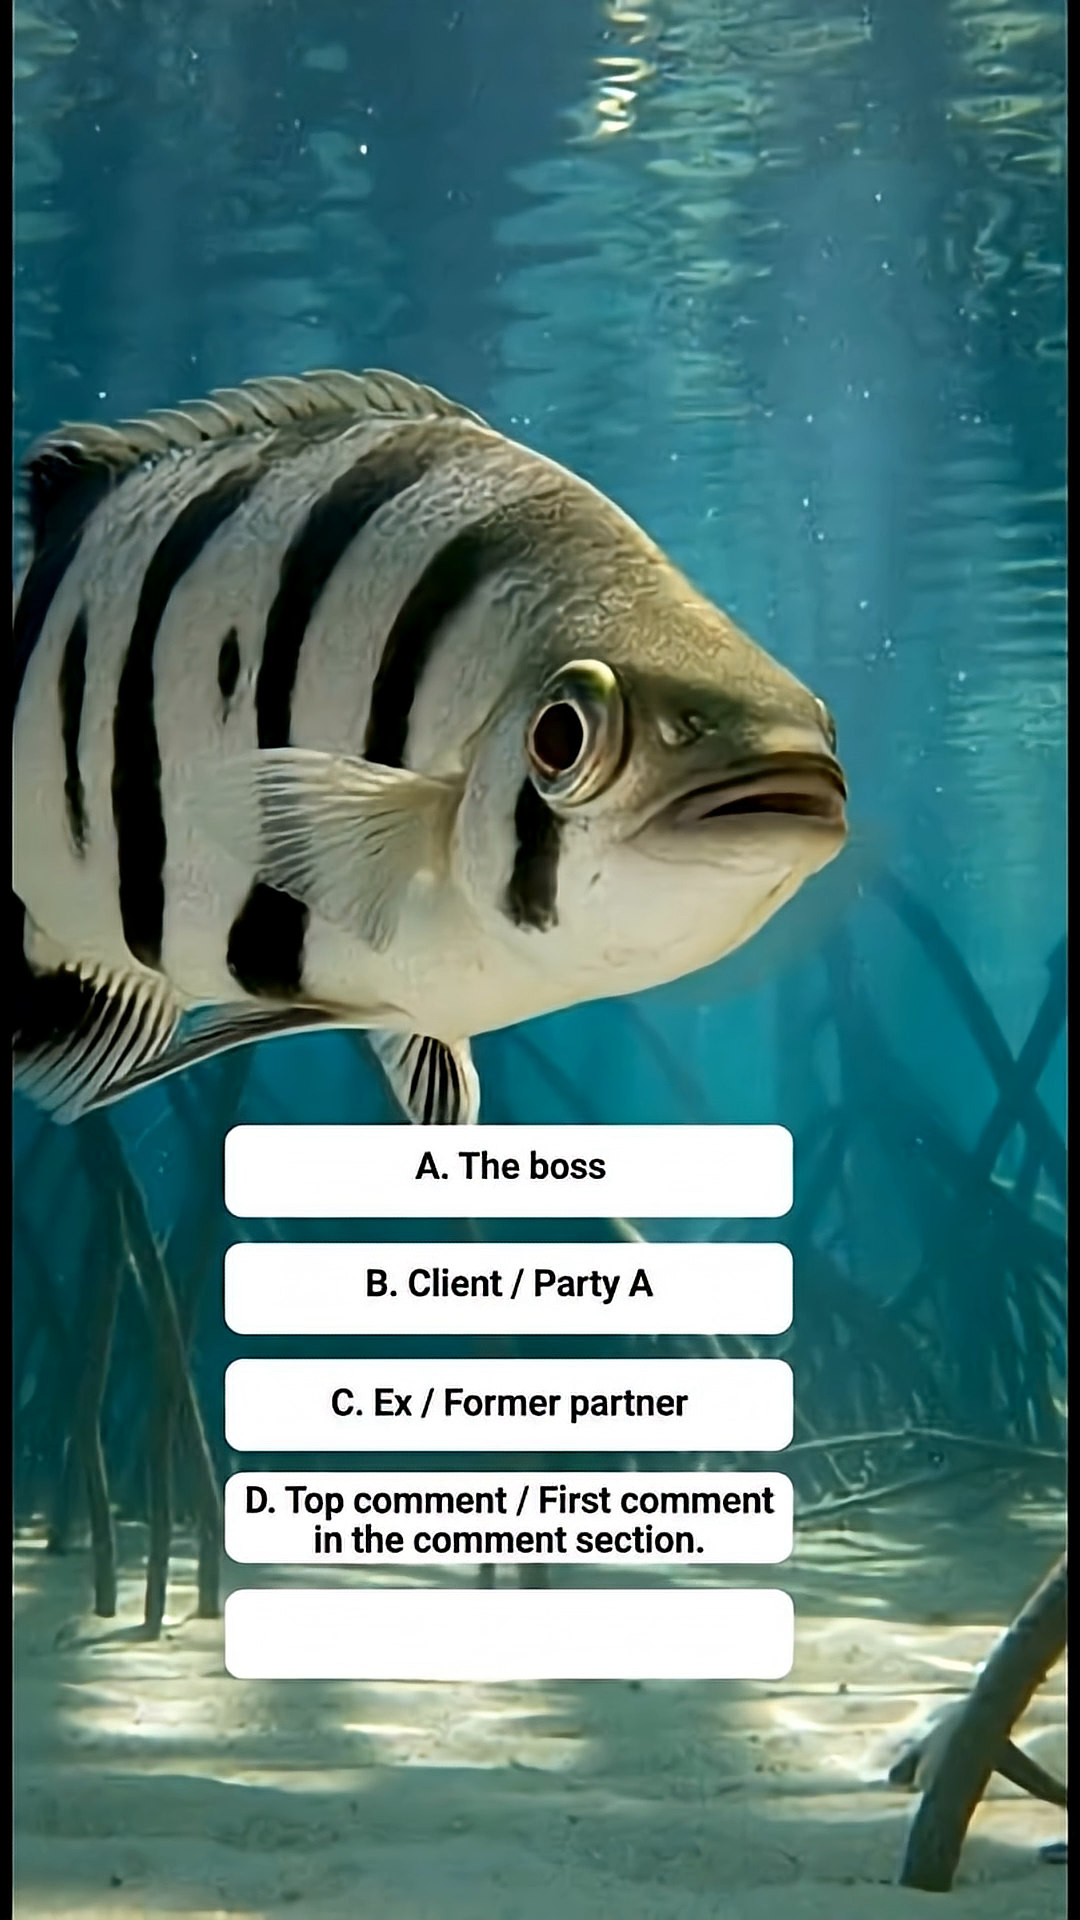 A. The boss
B. Client / Party A
C. Ex / Former partner
D. Top comment / First comment
in the comment section.